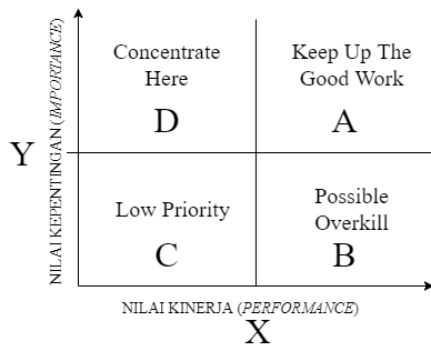 Concentrate
Here
D
Keep Up The
Good Work
A
Y
NILAI KEPENTINGAN (IMPORTANCE)
Low Priority
C
Possible
Overkill
B
NILAI KINERJA (PERFORMANCE)
X